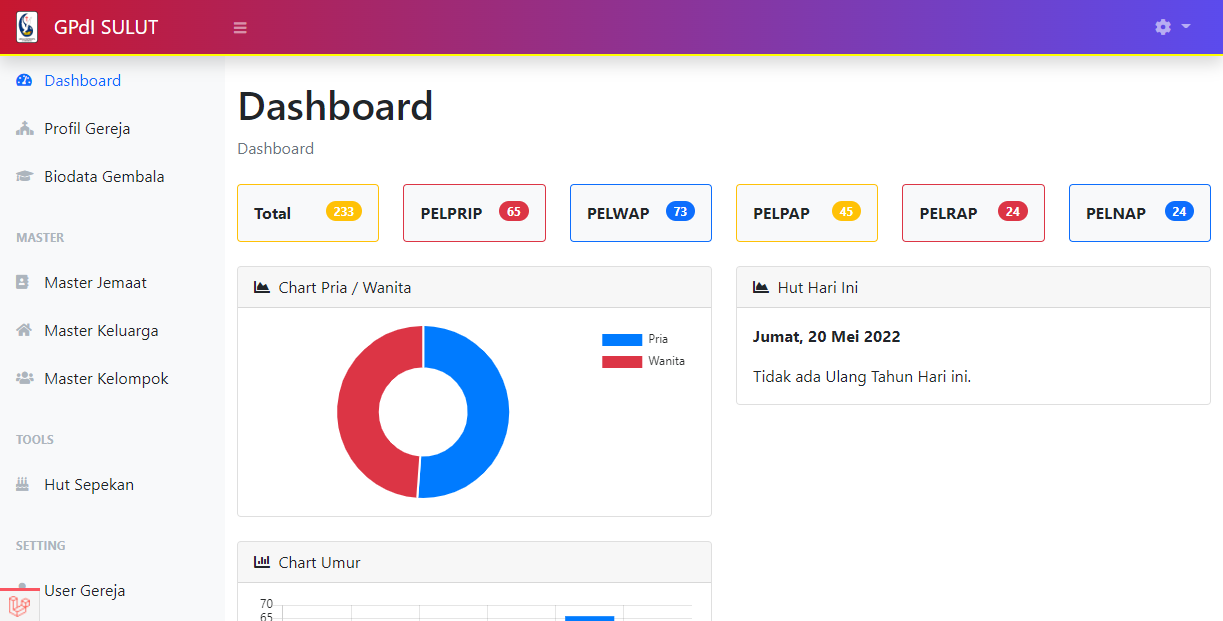 GPdI SULUT
Dashboard
Profil Gereja
Biodata Gembala
MASTER
Master Jemaat
Master Keluarga
Master Kelompok
TOOLS
Hut Sepekan
SETTING
User Gereja
Dashboard
Dashboard
Total 233
PELPRIP 65
PELWAP 73
PELPAP 45
PELRAP 24
PELNAP 24
Chart Pria / Wanita
Pria
Wanita
Hut Hari Ini
Jumat, 20 Mei 2022
Tidak ada Ulang Tahun Hari ini.
Chart Umur
70
65